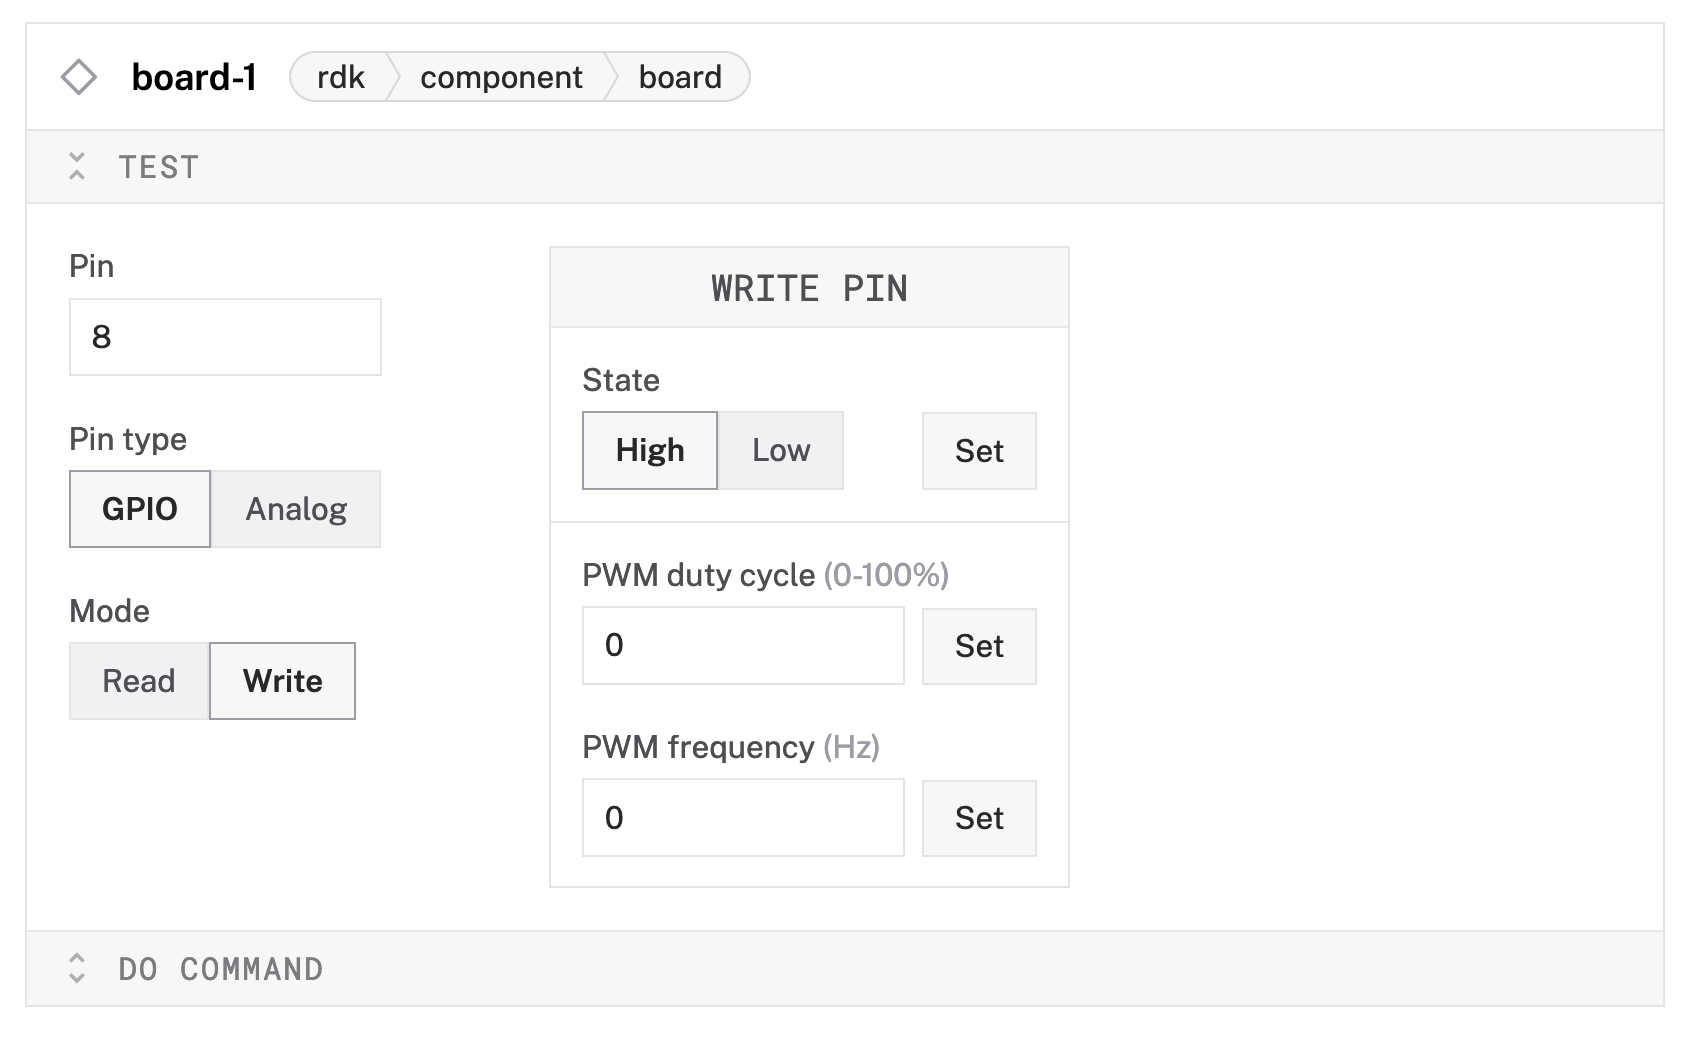 board-1 rdk component board
TEST
Pin
8
Pin type
GPIO Analog
Mode
Read Write
WRITE PIN
State
High Low Set
PWM duty cycle (0-100%)
0 Set
PWM frequency (Hz)
0 Set
DO COMMAND